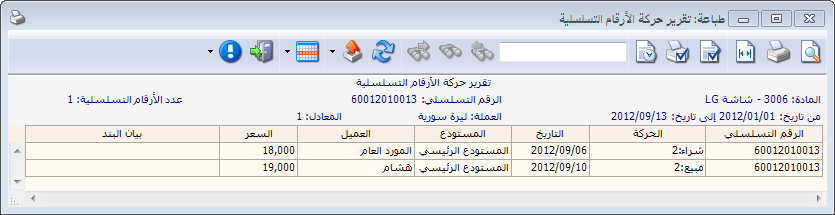 طباعة: تقرير حركة الأرقام التسلسلية
تقرير حركة الأرقام التسلسلية
المادة: 3006 - شاشة LG الرقم التسلسلي: 60012010013 عدد الأرقام التسلسلية: 1
من تاريخ: 2012/01/01 إلى تاريخ: 2012/09/13 العملة: ليرة سورية المعادل: 1
الرقم التسلسلي الحركة التاريخ المستودع العميل السعر بيان البند
60012010013 شراء:2 2012/09/06 المستودع الرئيسي المورد العام 18,000
60012010013 مبيع:2 2012/09/10 المستودع الرئيسي هشام 19,000